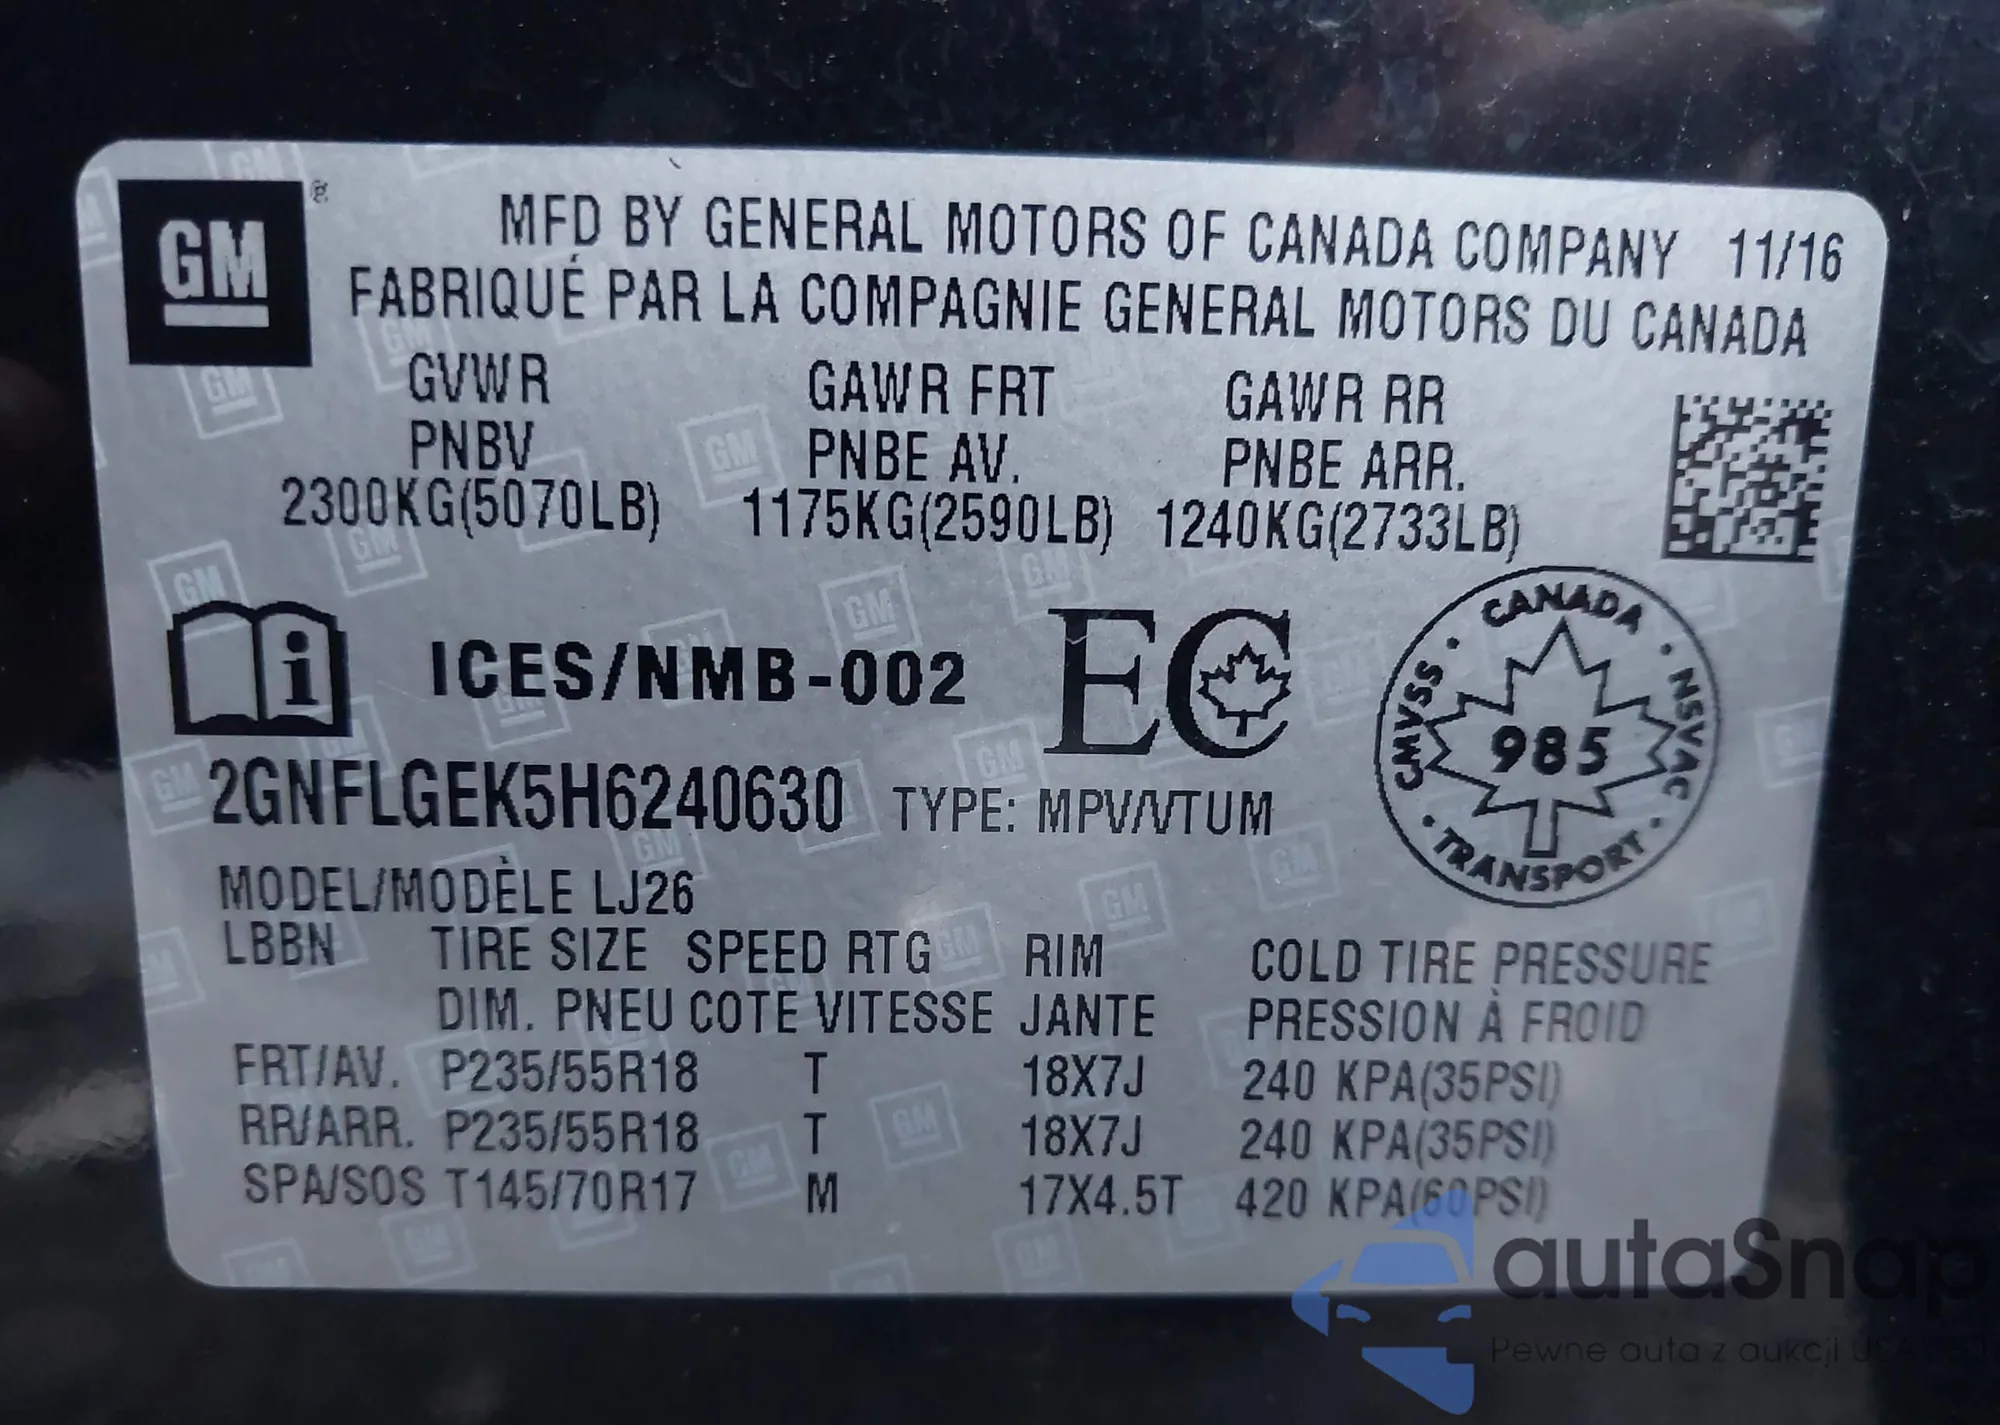 GM ®
MFD BY GENERAL MOTORS OF CANADA COMPANY 11/16
FABRIQUÉ PAR LA COMPAGNIE GENERAL MOTORS DU CANADA
GVWR GAWR FRT GAWR RR
PNBV PNBE AV. PNBE ARR.
2300KG(5070LB) 1175KG(2590LB) 1240KG(2733LB)
i ICES/NMB-002 EC
CANADA
CMVSS · NSVAC
985
TRANSPORT
2GNFLGEK5H6240630 TYPE: MPV/VTUM
MODEL/MODÈLE LJ26
LBBN TIRE SIZE SPEED RTG RIM COLD TIRE PRESSURE
DIM. PNEU COTE VITESSE JANTE PRESSION À FROID
FRT/AV. P235/55R18 T 18X7J 240 KPA(35PSI)
RR/ARR. P235/55R18 T 18X7J 240 KPA(35PSI)
SPA/SOS T145/70R17 M 17X4.5T 420 KPA(60PSI)
autaSnap
Pewne auta z aukcji